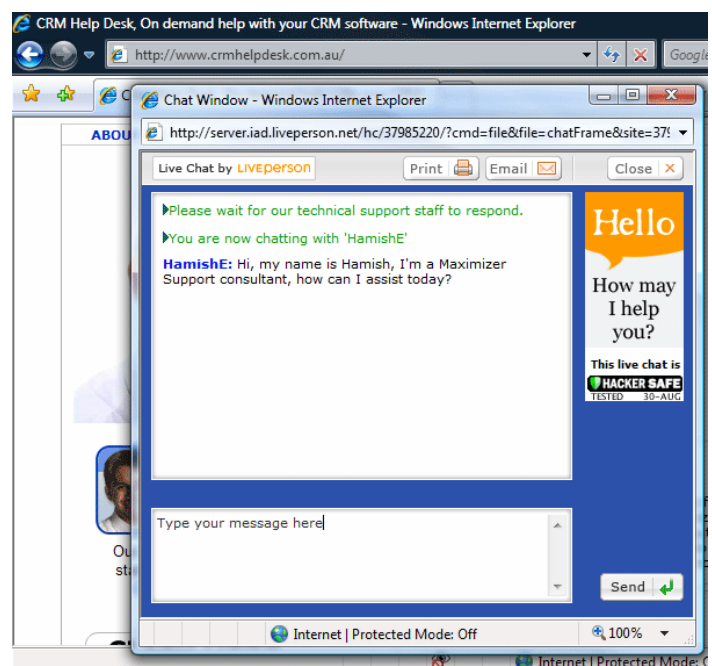 CRM Help Desk, On demand help with your CRM software - Windows Internet Explorer
http://www.crmhelpdesk.com.au/
Google
Chat Window - Windows Internet Explorer
http://server.iad.liveperson.net/hc/37985220/?cmd=file&file=chatFrame&site=379
ABOU
Live Chat by LIVEPERSON
Print
Email
Close
Please wait for our technical support staff to respond.
You are now chatting with 'HamishE'
HamishE: Hi, my name is Hamish, I'm a Maximizer
Support consultant, how can I assist today?
Hello
How may
I help
you?
This live chat is
HACKER SAFE
TESTED 30-AUG
Type your message here
Send
Ou
sta
Internet | Protected Mode: Off
100%
Internet | Protected Mode: